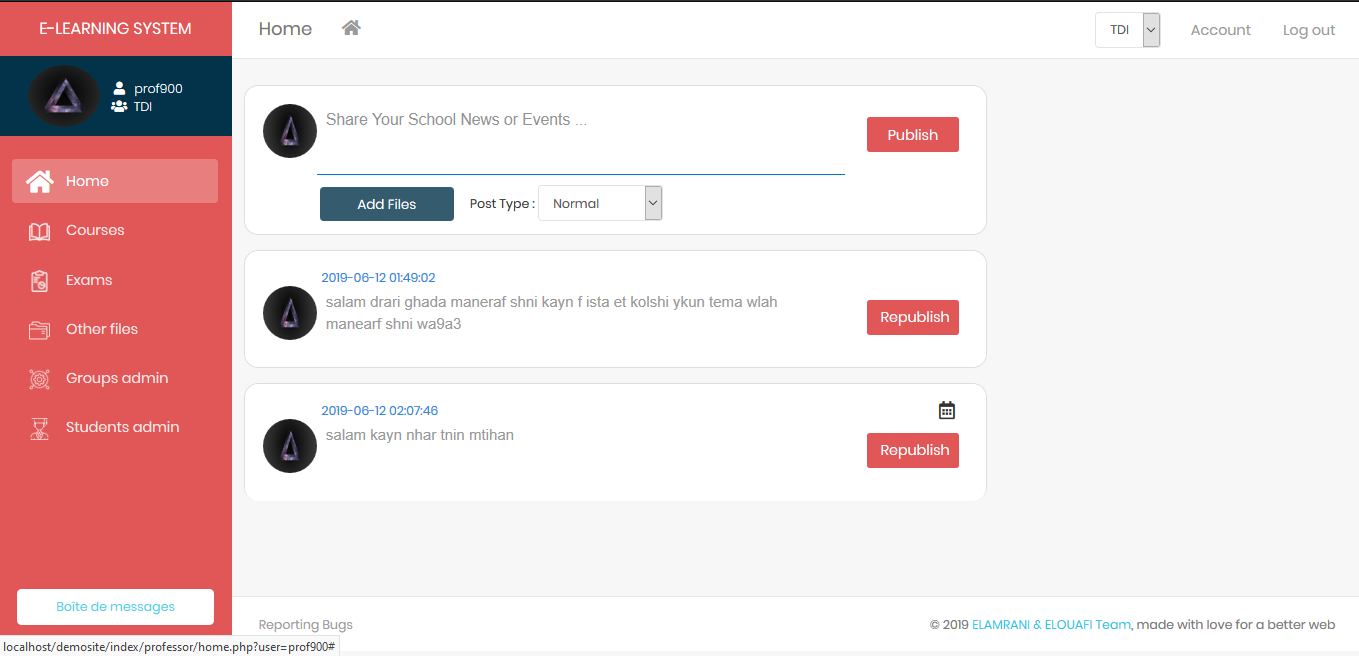 E-LEARNING SYSTEM
Home
TDI
Account
Log out
prof900
TDI
Home
Courses
Exams
Other files
Groups admin
Students admin
Boîte de messages
Share Your School News or Events ...
Publish
Add Files
Post Type :
Normal
2019-06-12 01:49:02
salam drari ghada maneraf shni kayn f ista et kolshi ykun tema wlah
manearf shni wa9a3
Republish
2019-06-12 02:07:46
salam kayn nhar tnin mtihan
Republish
Reporting Bugs
© 2019 ELAMRANI & ELOUAFI Team, made with love for a better web
localhost/demosite/index/professor/home.php?user=prof900#